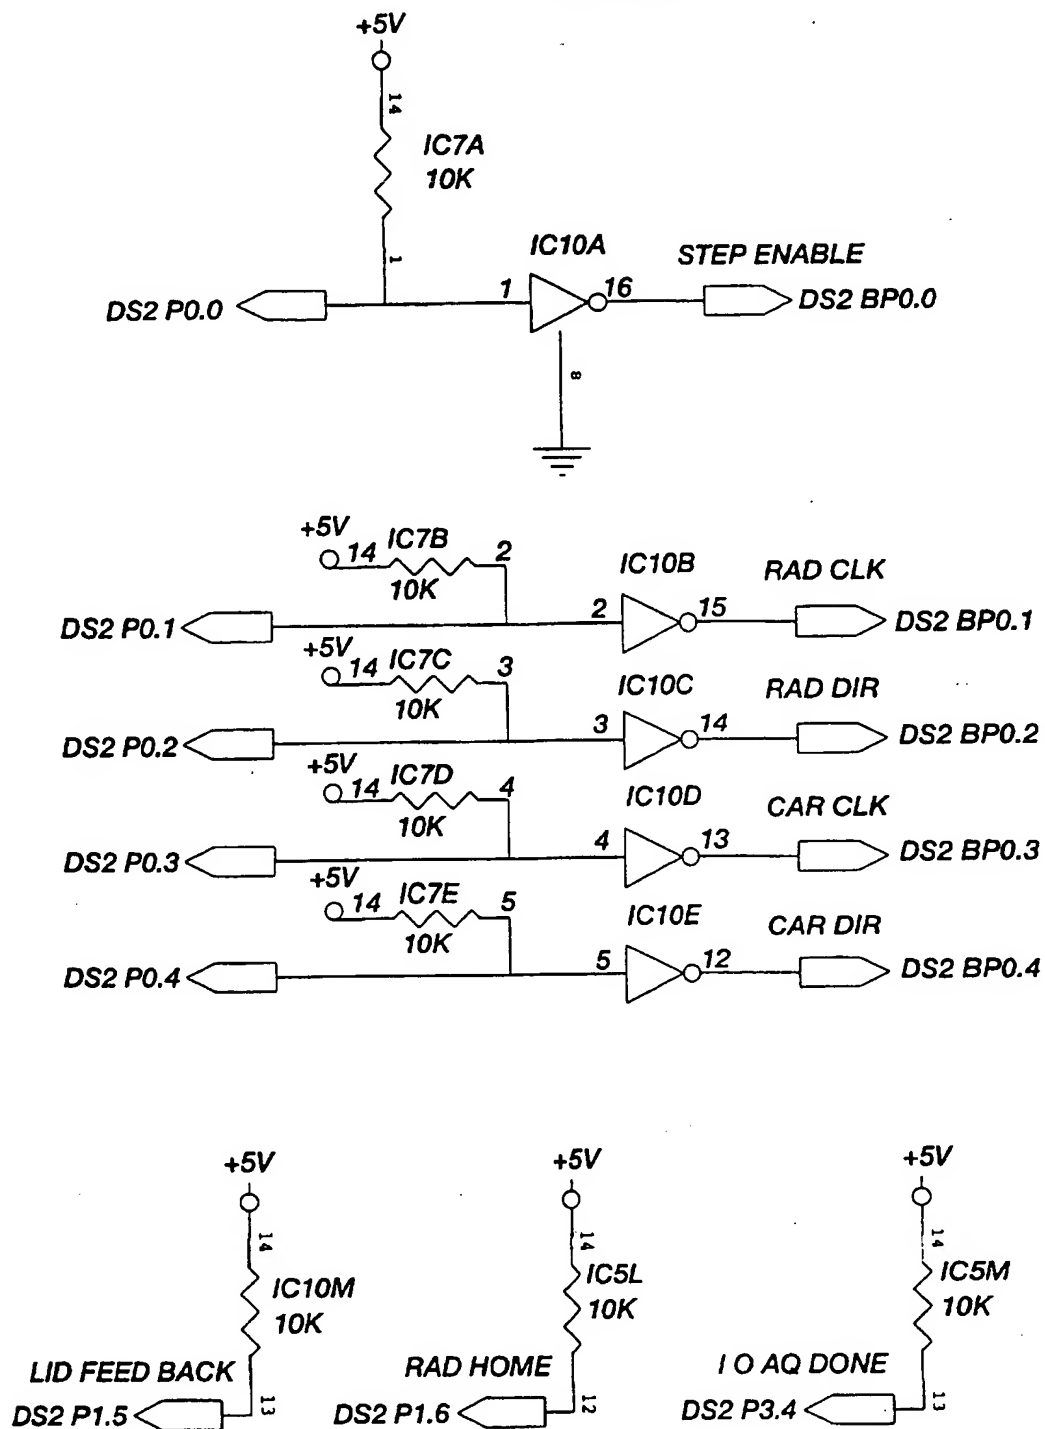 +5V
14
IC7A
10K
1
IC10A
STEP ENABLE
DS2 P0.0
1
16
DS2 BP0.0
8
+5V
14
IC7B
2
10K
IC10B
RAD CLK
DS2 P0.1
2
15
DS2 BP0.1
+5V
14
IC7C
3
10K
IC10C
RAD DIR
DS2 P0.2
3
14
DS2 BP0.2
+5V
14
IC7D
4
10K
IC10D
CAR CLK
DS2 P0.3
4
13
DS2 BP0.3
+5V
14
IC7E
5
10K
IC10E
CAR DIR
DS2 P0.4
5
12
DS2 BP0.4
+5V
14
IC10M
10K
LID FEED BACK
DS2 P1.5
13
+5V
14
IC5L
10K
RAD HOME
DS2 P1.6
12
+5V
14
IC5M
10K
I O AQ DONE
DS2 P3.4
13